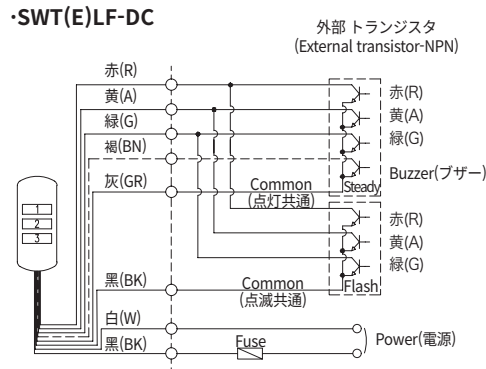 ·SWT(E)LF-DC
外部 トランジスタ
(External transistor-NPN)
赤(R)
黄(A)
緑(G)
褐(BN)
灰(GR)
赤(R)
黄(A)
緑(G)
Buzzer(ブザー)
Common
(点灯共通)
Steady
赤(R)
黄(A)
緑(G)
1
2
3
黑(BK)
Common
(点滅共通)
Flash
白(W)
黑(BK)
Fuse
Power(電源)